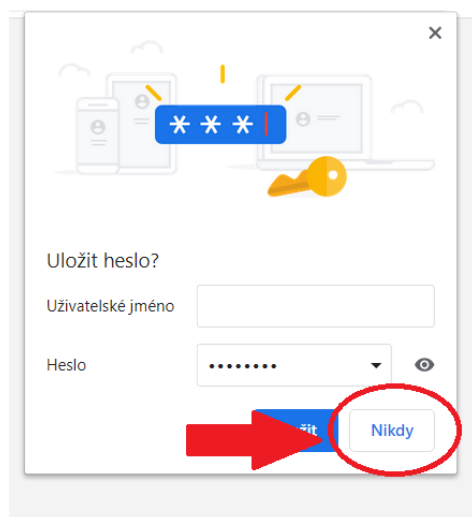 ***
Uložit heslo?
Uživatelské jméno
Heslo
••••••••
Nikdy